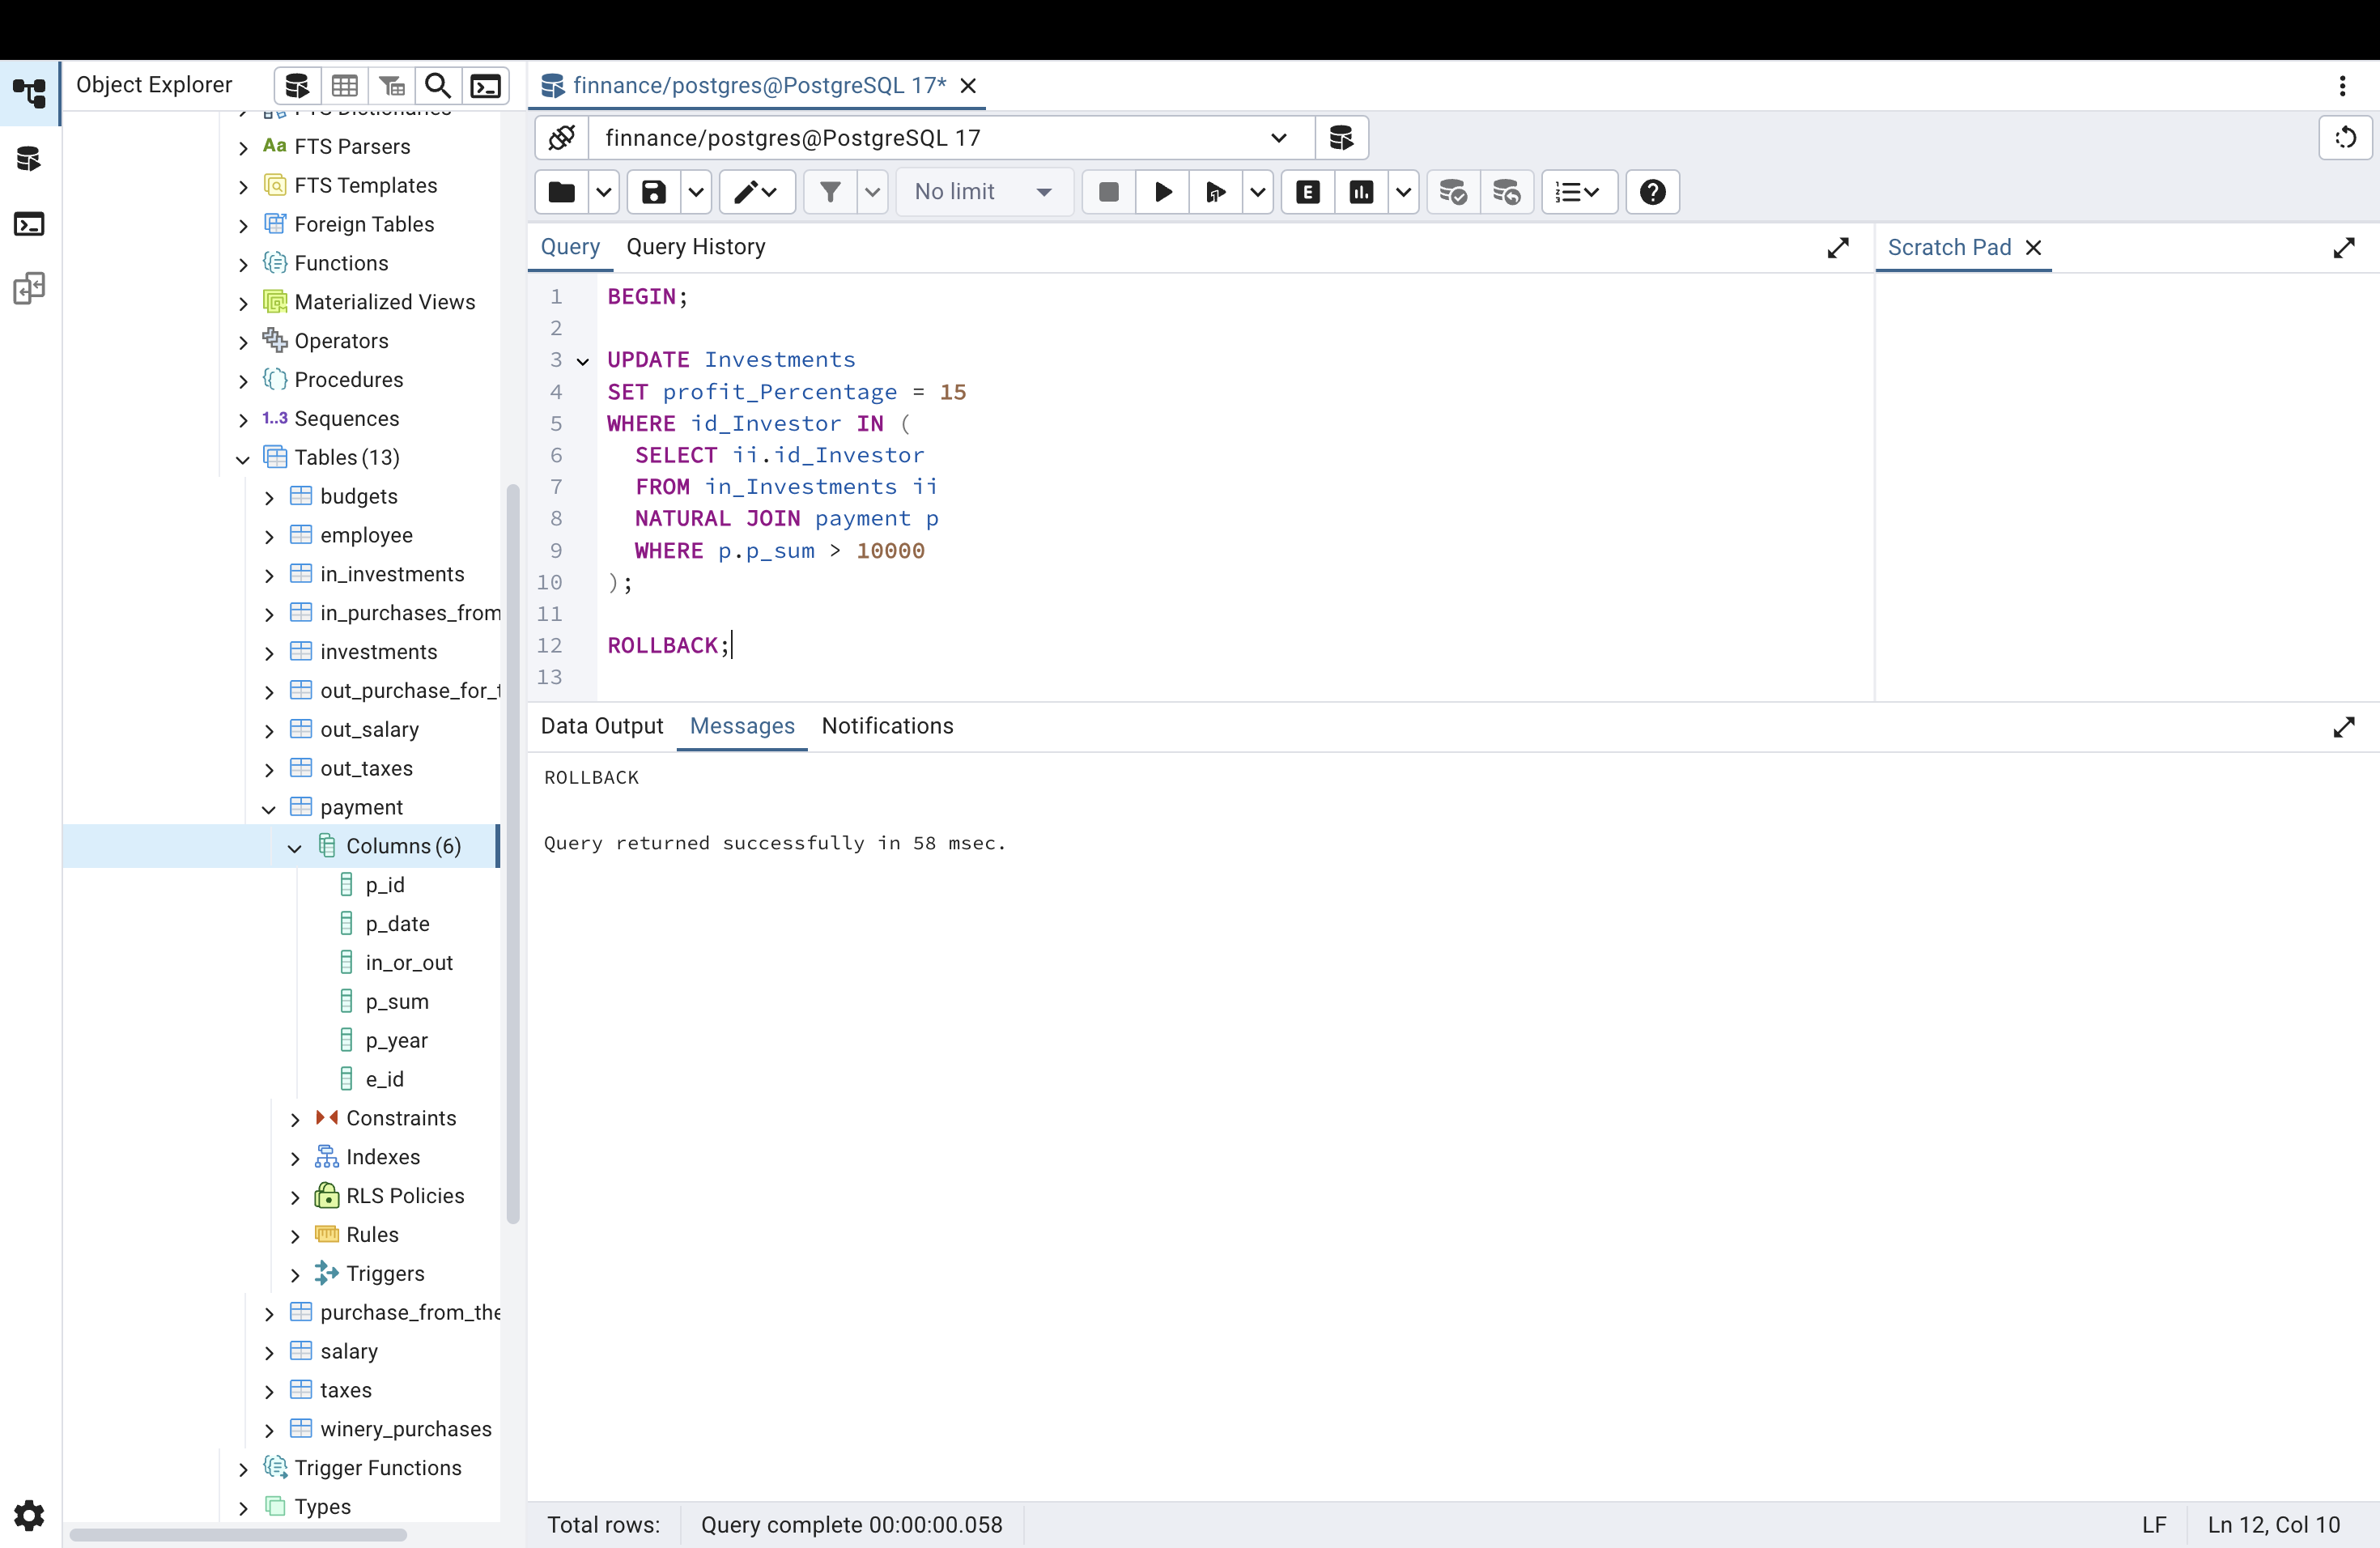 Object Explorer
finnance/postgres@PostgreSQL 17*
finnance/postgres@PostgreSQL 17
No limit
Query
Query History
Scratch Pad
1 BEGIN;
2
3 UPDATE Investments
4 SET profit_Percentage = 15
5 WHERE id_Investor IN (
6 SELECT ii.id_Investor
7 FROM in_Investments ii
8 NATURAL JOIN payment p
9 WHERE p.p_sum > 10000
10 );
11
12 ROLLBACK;
13
Data Output
Messages
Notifications
ROLLBACK
Query returned successfully in 58 msec.
Total rows:
Query complete 00:00:00.058
LF
Ln 12, Col 10
FTS Dictionaries
Aa FTS Parsers
FTS Templates
Foreign Tables
Functions
Materialized Views
Operators
Procedures
1..3 Sequences
Tables (13)
budgets
employee
in_investments
in_purchases_from
investments
out_purchase_for_t
out_salary
out_taxes
payment
Columns (6)
p_id
p_date
in_or_out
p_sum
p_year
e_id
Constraints
Indexes
RLS Policies
Rules
Triggers
purchase_from_the
salary
taxes
winery_purchases
Trigger Functions
Types